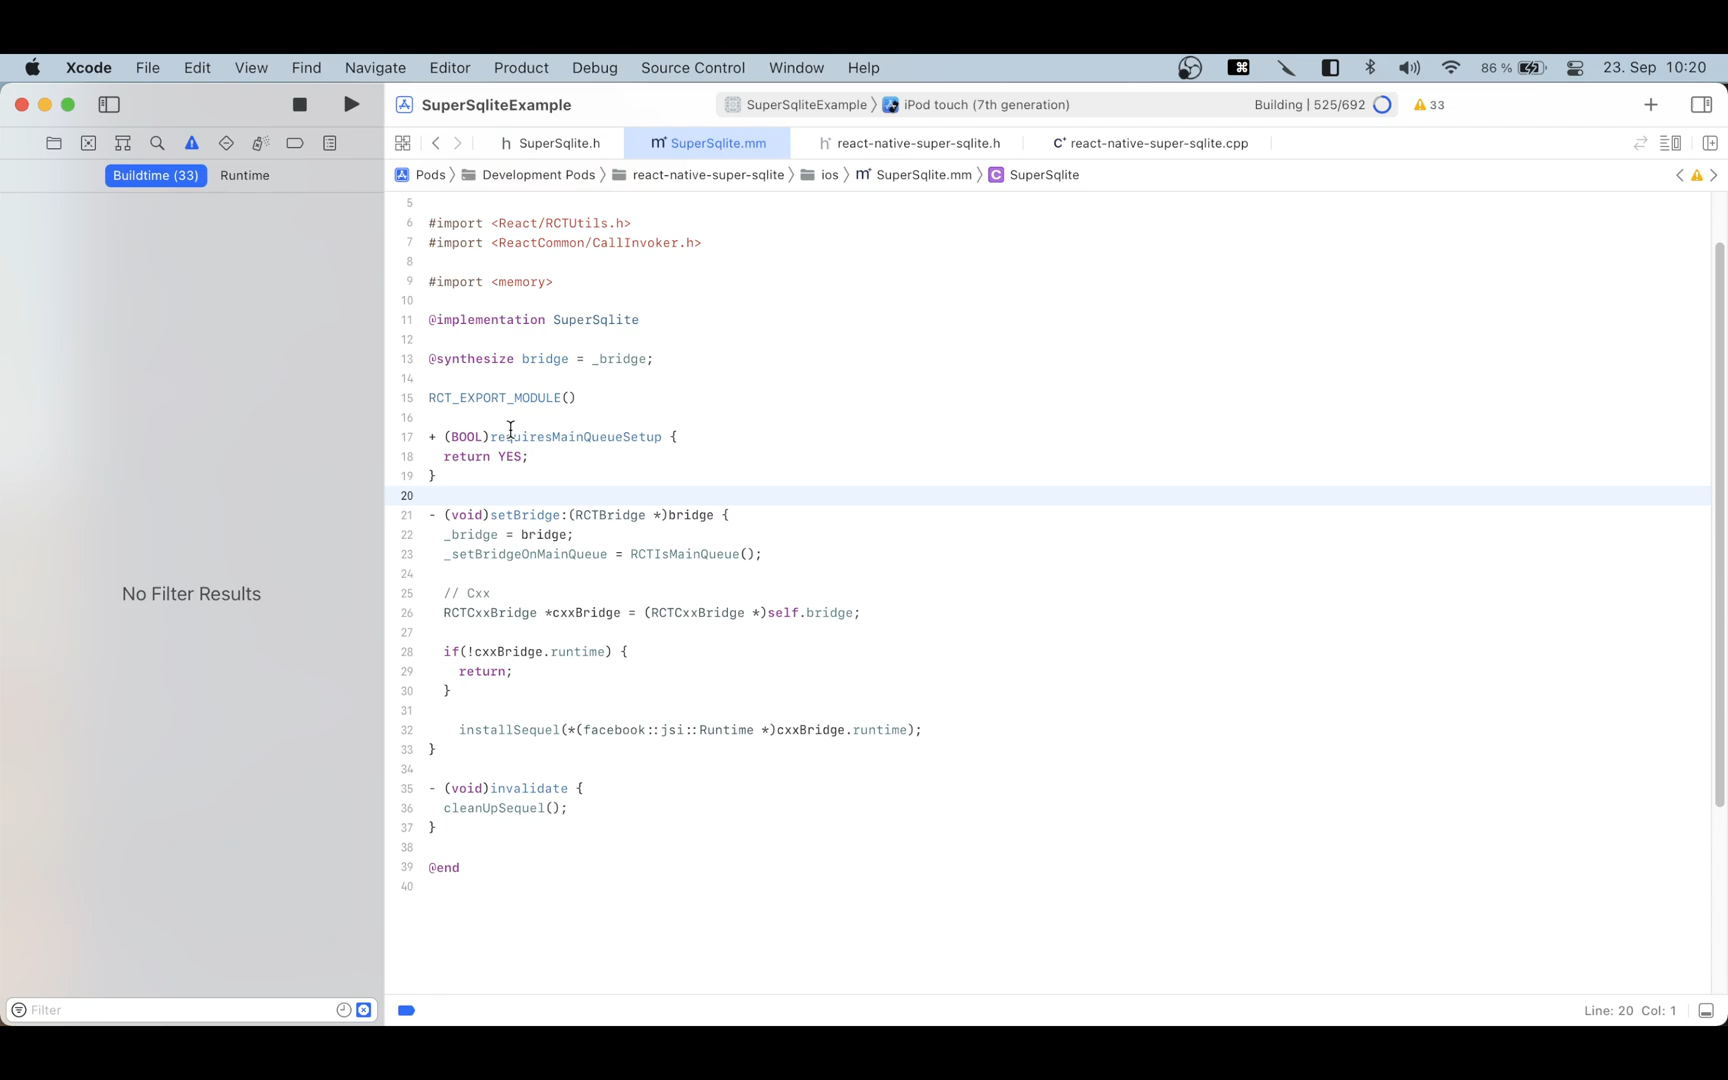 Xcode File Edit View Find Navigate Editor Product Debug Source Control Window Help 86 % 23. Sep 10:20
SuperSqliteExample SuperSqliteExample iPod touch (7th generation) Building | 525/692 33
SuperSqlite.h SuperSqlite.mm react-native-super-sqlite.h react-native-super-sqlite.cpp
Buildtime (33) Runtime
Pods Development Pods react-native-super-sqlite ios SuperSqlite.mm C SuperSqlite
5
6 #import <React/RCTUtils.h>
7 #import <ReactCommon/CallInvoker.h>
8
9 #import <memory>
10
11 @implementation SuperSqlite
12
13 @synthesize bridge = _bridge;
14
15 RCT_EXPORT_MODULE()
16
17 + (BOOL)requiresMainQueueSetup {
18 return YES;
19 }
20
21 - (void)setBridge:(RCTBridge *)bridge {
22 _bridge = bridge;
23 _setBridgeOnMainQueue = RCTIsMainQueue();
24
25 // Cxx
26 RCTCxxBridge *cxxBridge = (RCTCxxBridge *)self.bridge;
27
28 if(!cxxBridge.runtime) {
29 return;
30 }
31
32 installSequel(*(facebook::jsi::Runtime *)cxxBridge.runtime);
33 }
34
35 - (void)invalidate {
36 cleanUpSequel();
37 }
38
39 @end
40
No Filter Results
Filter
Line: 20 Col: 1